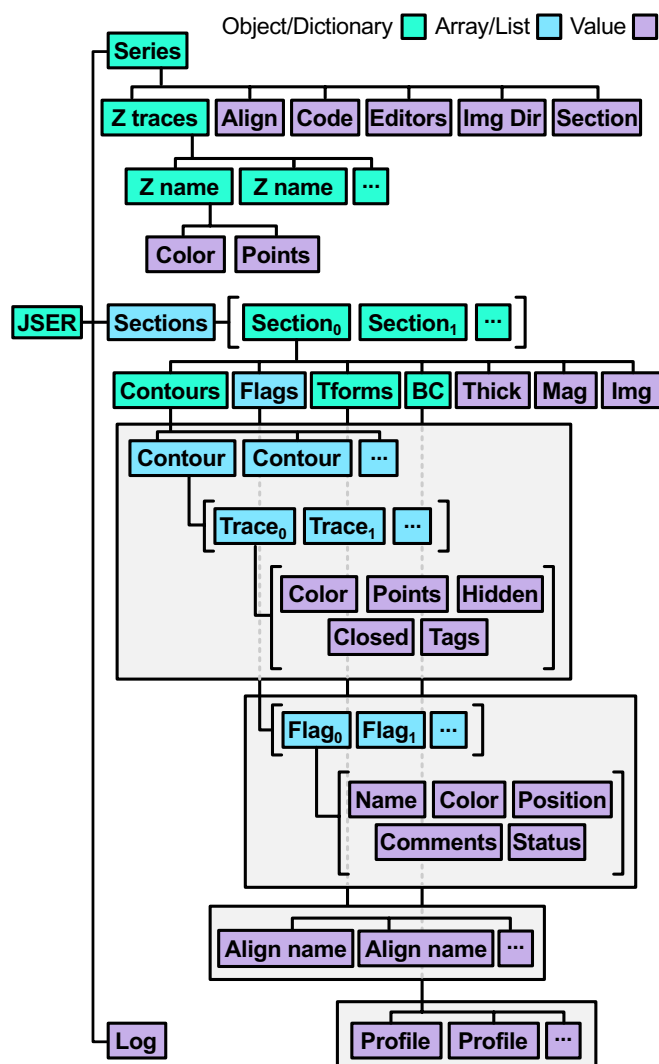 Object/Dictionary Array/List Value
Series
Z traces Align Code Editors Img Dir Section
Z name Z name ...
Color Points
JSER Sections Section₀ Section₁ ...
Contours Flags Tforms BC Thick Mag Img
Contour Contour ...
Trace₀ Trace₁ ...
Color Points Hidden
Closed Tags
Flag₀ Flag₁ ...
Name Color Position
Comments Status
Align name Align name ...
Log Profile Profile ...